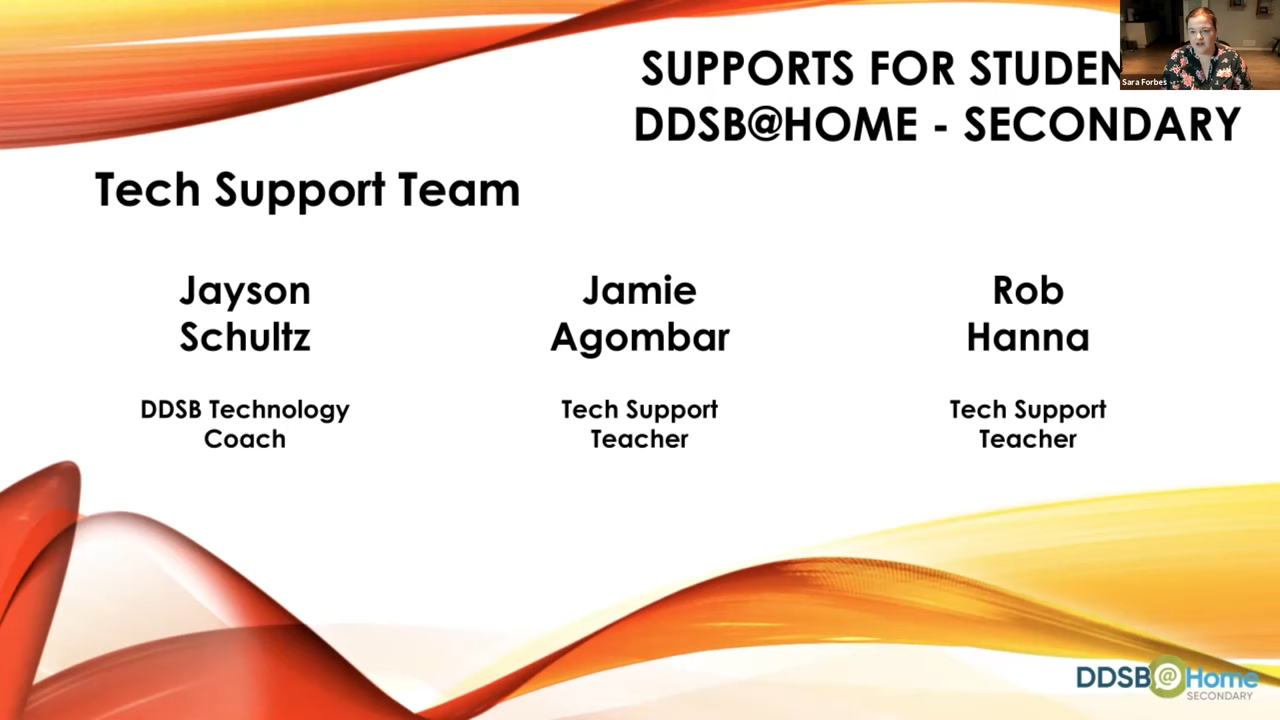 SUPPORTS FOR STUDEN
DDSB@HOME - SECONDARY
Sara Forbes
Tech Support Team
Jayson
Schultz
Jamie
Agombar
Rob
Hanna
DDSB Technology
Coach
Tech Support
Teacher
Tech Support
Teacher
DDSB@Home
SECONDARY